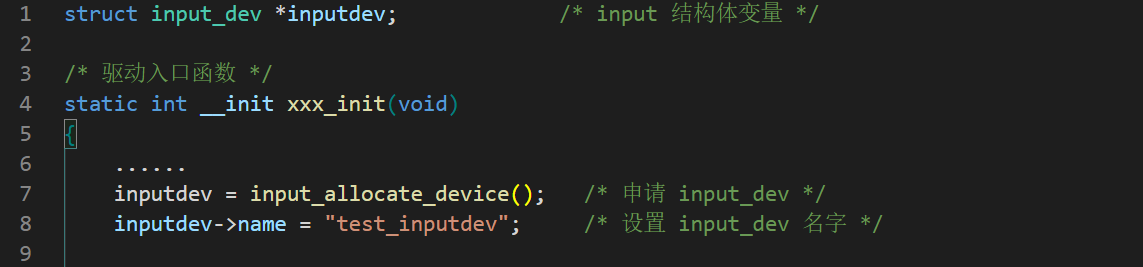 1 struct input_dev *inputdev; /* input 结构体变量 */
2
3 /* 驱动入口函数 */
4 static int __init xxx_init(void)
5 {
6 ......
7 inputdev = input_allocate_device(); /* 申请 input_dev */
8 inputdev->name = "test_inputdev"; /* 设置 input_dev 名字 */
9